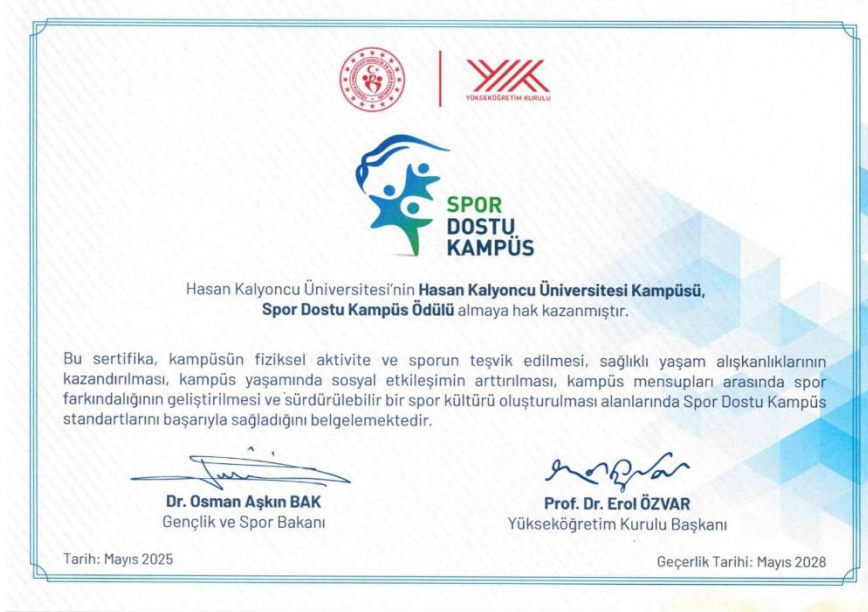 YÜKSEKÖĞRETİM KURULU
SPOR
DOSTU
KAMPÜS
Hasan Kalyoncu Üniversitesi'nin Hasan Kalyoncu Üniversitesi Kampüsü,
Spor Dostu Kampüs Ödülü almaya hak kazanmıştır.
Bu sertifika, kampüsün fiziksel aktivite ve sporun teşvik edilmesi, sağlıklı yaşam alışkanlıklarının
kazandırılması, kampüs yaşamında sosyal etkileşimin arttırılması, kampüs mensupları arasında spor
farkındalığının geliştirilmesi ve sürdürülebilir bir spor kültürü oluşturulması alanlarında Spor Dostu Kampüs
standartlarını başarıyla sağladığını belgelemektedir.
Dr. Osman Aşkın BAK
Gençlik ve Spor Bakanı
Prof. Dr. Erol ÖZVAR
Yükseköğretim Kurulu Başkanı
Tarih: Mayıs 2025
Geçerlik Tarihi: Mayıs 2028